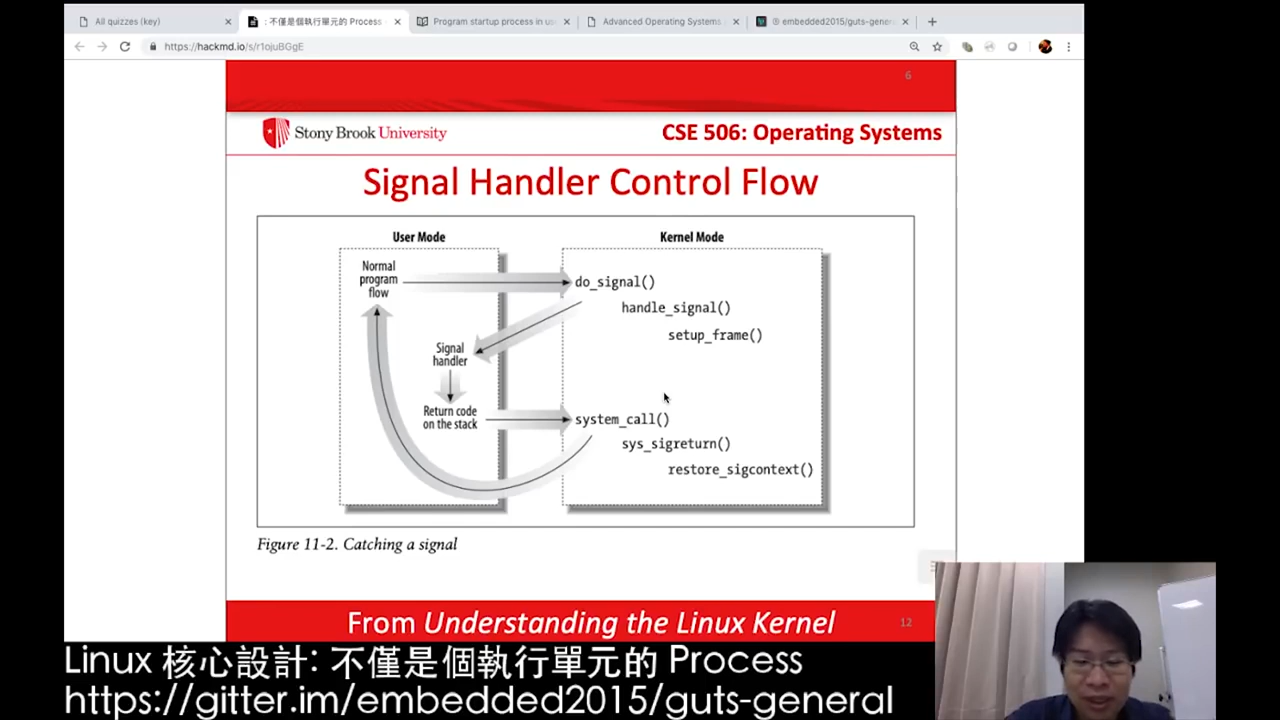 All quizzes (key)
: 不僅是個執行單元的 Process
Program startup process in us
Advanced Operating Systems
embedded2015/guts-gener
https://hackmd.io/s/r1ojuBGgE
6
Stony Brook University
CSE 506: Operating Systems
Signal Handler Control Flow
User Mode
Kernel Mode
Normal
program
flow
do_signal()
handle_signal()
setup_frame()
Signal
handler
Return code
on the stack
system_call()
sys_sigreturn()
restore_sigcontext()
Figure 11-2. Catching a signal
From Understanding the Linux Kernel
12
Linux 核心設計: 不僅是個執行單元的 Process
https://gitter.im/embedded2015/guts-general